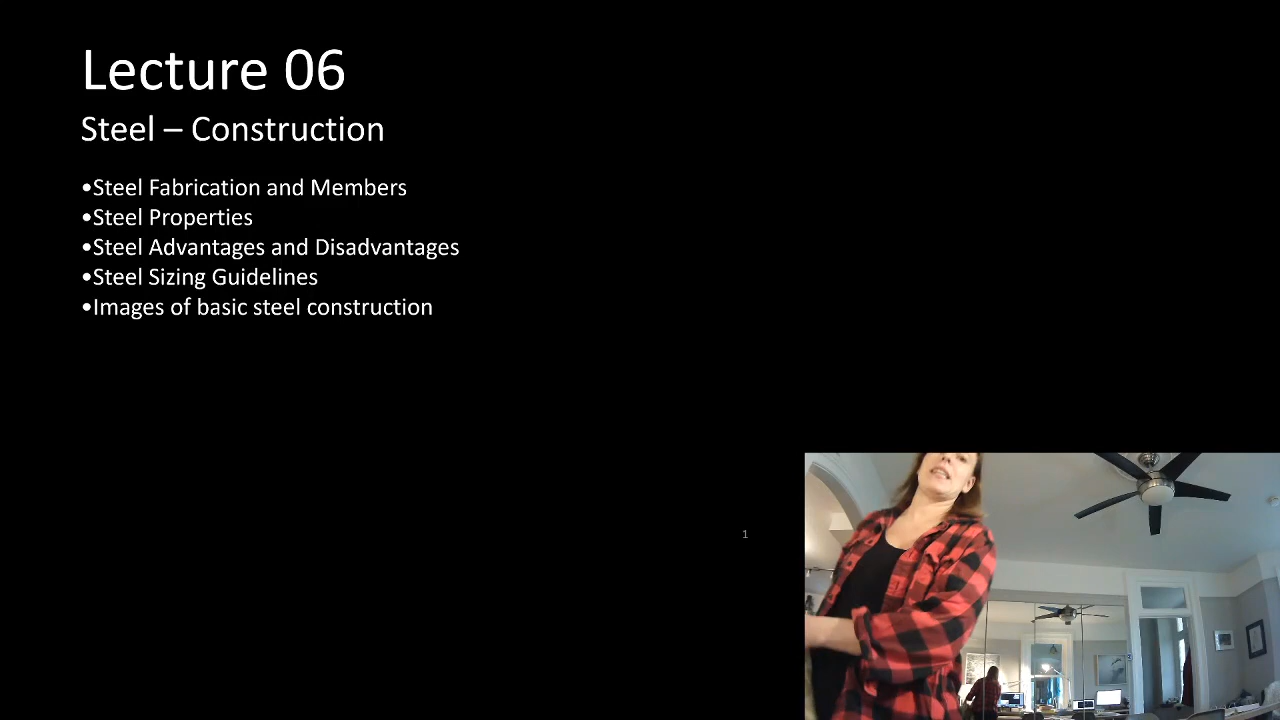 Lecture 06
Steel – Construction
•Steel Fabrication and Members
•Steel Properties
•Steel Advantages and Disadvantages
•Steel Sizing Guidelines
•Images of basic steel construction
1